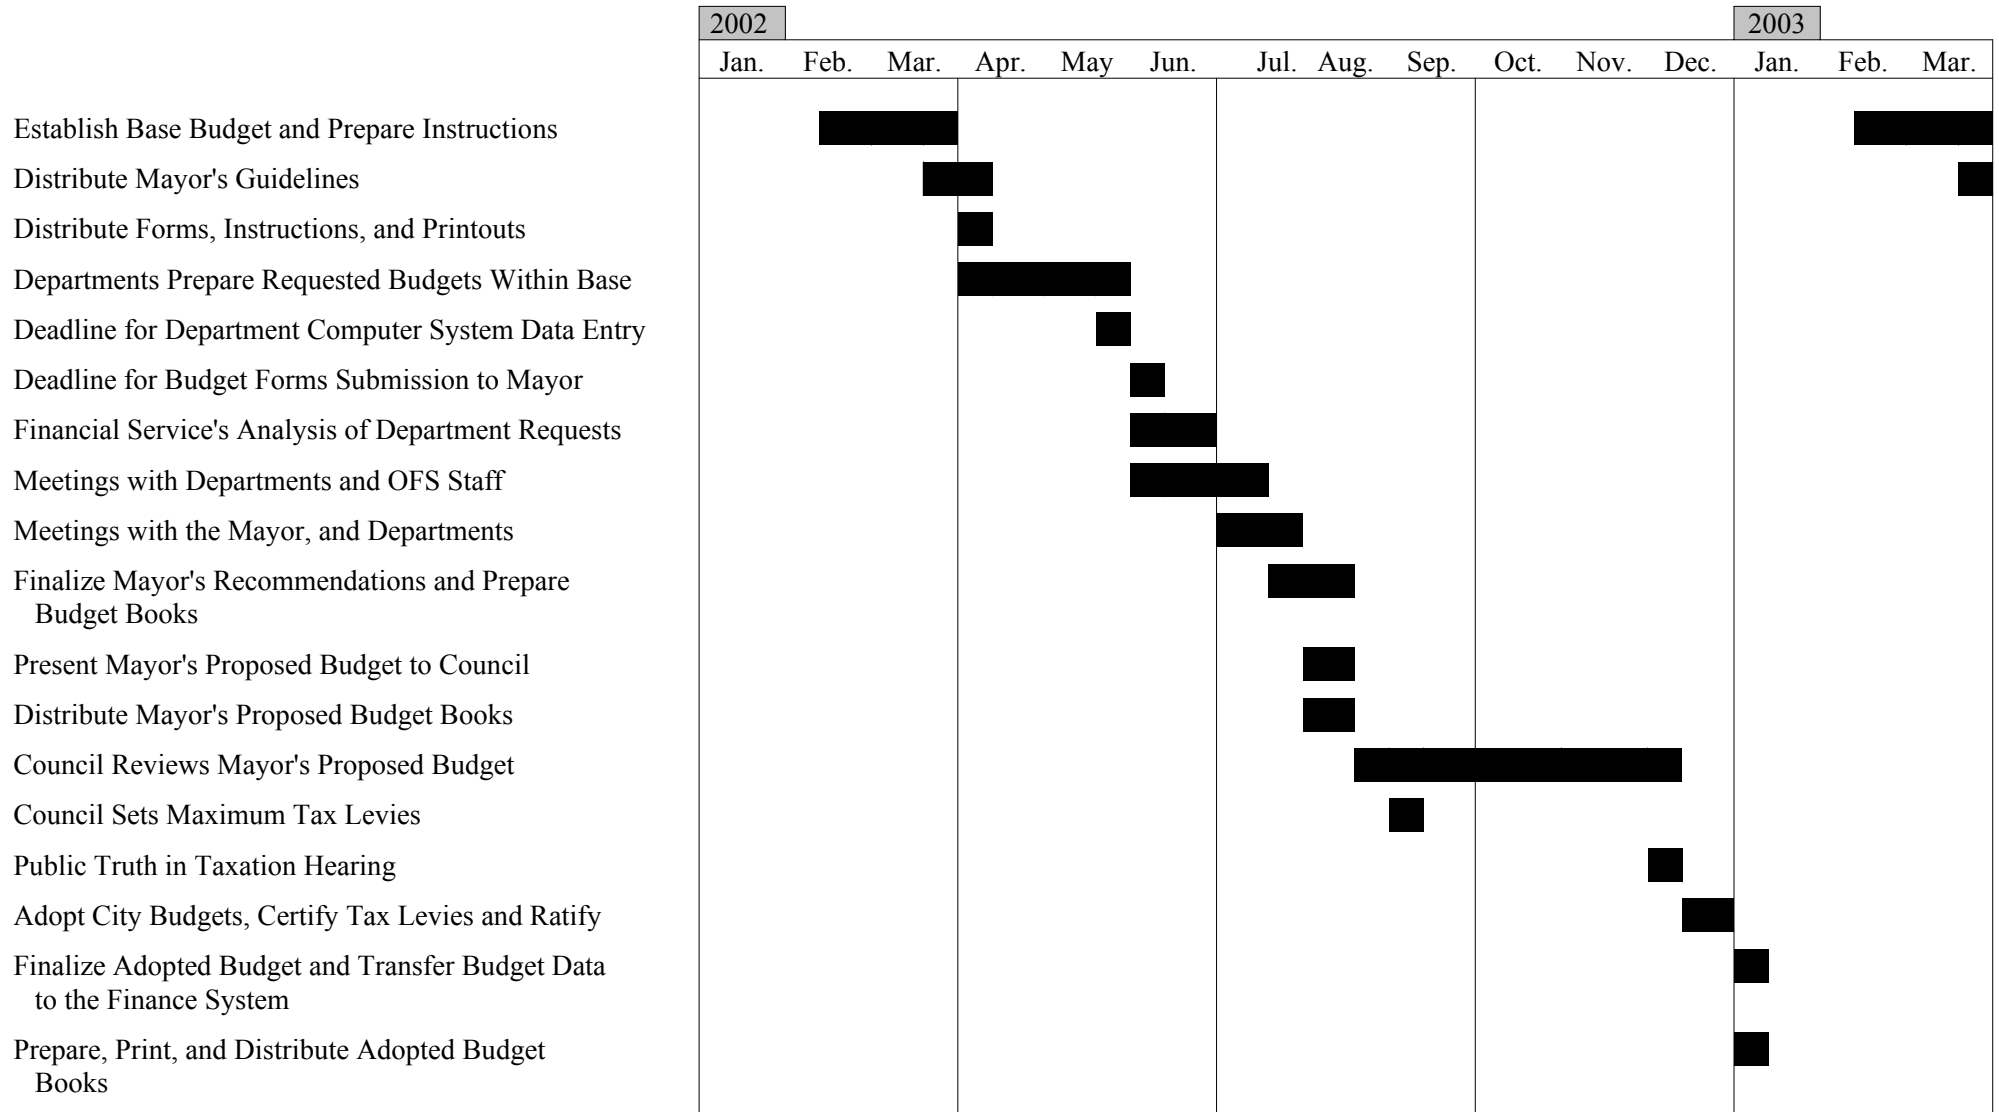 2002 2003
Jan. Feb. Mar. Apr. May Jun. Jul. Aug. Sep. Oct. Nov. Dec. Jan. Feb. Mar.
Establish Base Budget and Prepare Instructions
Distribute Mayor's Guidelines
Distribute Forms, Instructions, and Printouts
Departments Prepare Requested Budgets Within Base
Deadline for Department Computer System Data Entry
Deadline for Budget Forms Submission to Mayor
Financial Service's Analysis of Department Requests
Meetings with Departments and OFS Staff
Meetings with the Mayor, and Departments
Finalize Mayor's Recommendations and Prepare
Budget Books
Present Mayor's Proposed Budget to Council
Distribute Mayor's Proposed Budget Books
Council Reviews Mayor's Proposed Budget
Council Sets Maximum Tax Levies
Public Truth in Taxation Hearing
Adopt City Budgets, Certify Tax Levies and Ratify
Finalize Adopted Budget and Transfer Budget Data
to the Finance System
Prepare, Print, and Distribute Adopted Budget
Books